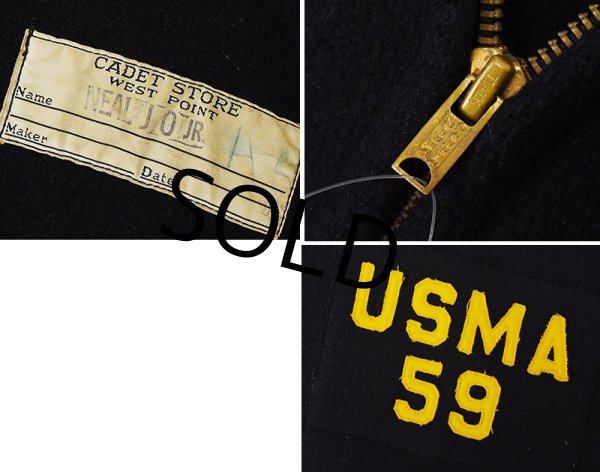 CADET STORE
WEST POINT
Name NEAL J O JR.
Maker
Date
SOLD
USMA
59